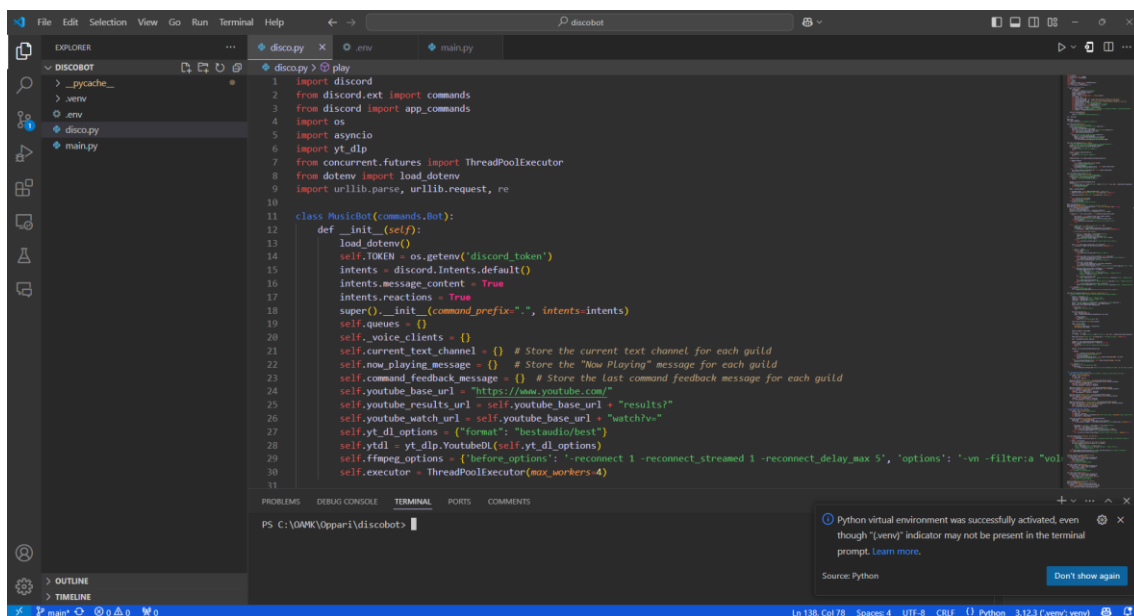 File Edit Selection View Go Run Terminal Help
discobot
EXPLORER
DISCOBOT
__pycache__
.venv
.env
disco.py
main.py
OUTLINE
TIMELINE
disco.py
.env
main.py
disco.py > play
1 import discord
2 from discord.ext import commands
3 from discord import app_commands
4 import os
5 import asyncio
6 import yt_dlp
7 from concurrent.futures import ThreadPoolExecutor
8 from dotenv import load_dotenv
9 import urllib.parse, urllib.request, re
10
11 class MusicBot(commands.Bot):
12 def __init__(self):
13 load_dotenv()
14 self.TOKEN = os.getenv('discord_token')
15 intents = discord.Intents.default()
16 intents.message_content = True
17 intents.reactions = True
18 super().__init__(command_prefix=".", intents=intents)
19 self.queues = {}
20 self._voice_clients = {}
21 self.current_text_channel = {} # Store the current text channel for each guild
22 self.now_playing_message = {} # Store the "Now Playing" message for each guild
23 self.command_feedback_message = {} # Store the last command feedback message for each guild
24 self.youtube_base_url = "https://www.youtube.com/"
25 self.youtube_results_url = self.youtube_base_url + "results?"
26 self.youtube_watch_url = self.youtube_base_url + "watch?v="
27 self.yt_dl_options = {"format": "bestaudio/best"}
28 self.ytdl = yt_dlp.YoutubeDL(self.yt_dl_options)
29 self.ffmpeg_options = {'before_options': '-reconnect 1 -reconnect_streamed 1 -reconnect_delay_max 5', 'options': '-vn -filter:a "vol
30 self.executor = ThreadPoolExecutor(max_workers=4)
31
PROBLEMS DEBUG CONSOLE TERMINAL PORTS COMMENTS
PS C:\OAMK\Oppari\discobot>
Python virtual environment was successfully activated, even
though "(.venv)" indicator may not be present in the terminal
prompt. Learn more.
Source: Python
Don't show again
main* 0 0 0 Ln 138, Col 78 Spaces: 4 UTF-8 CRLF Python 3.12.3 ('.venv': venv)